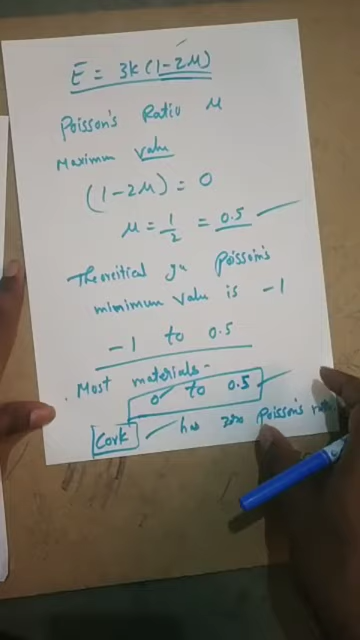 E = 3K (1-2μ)
Poisson's Ratio μ
Maximum value
(1-2μ) = 0
μ = 1/2 = 0.5
Theoritical Poisson's
minimum value is -1
-1 to 0.5
Most materials -
0 to 0.5
Cork has zero Poisson's